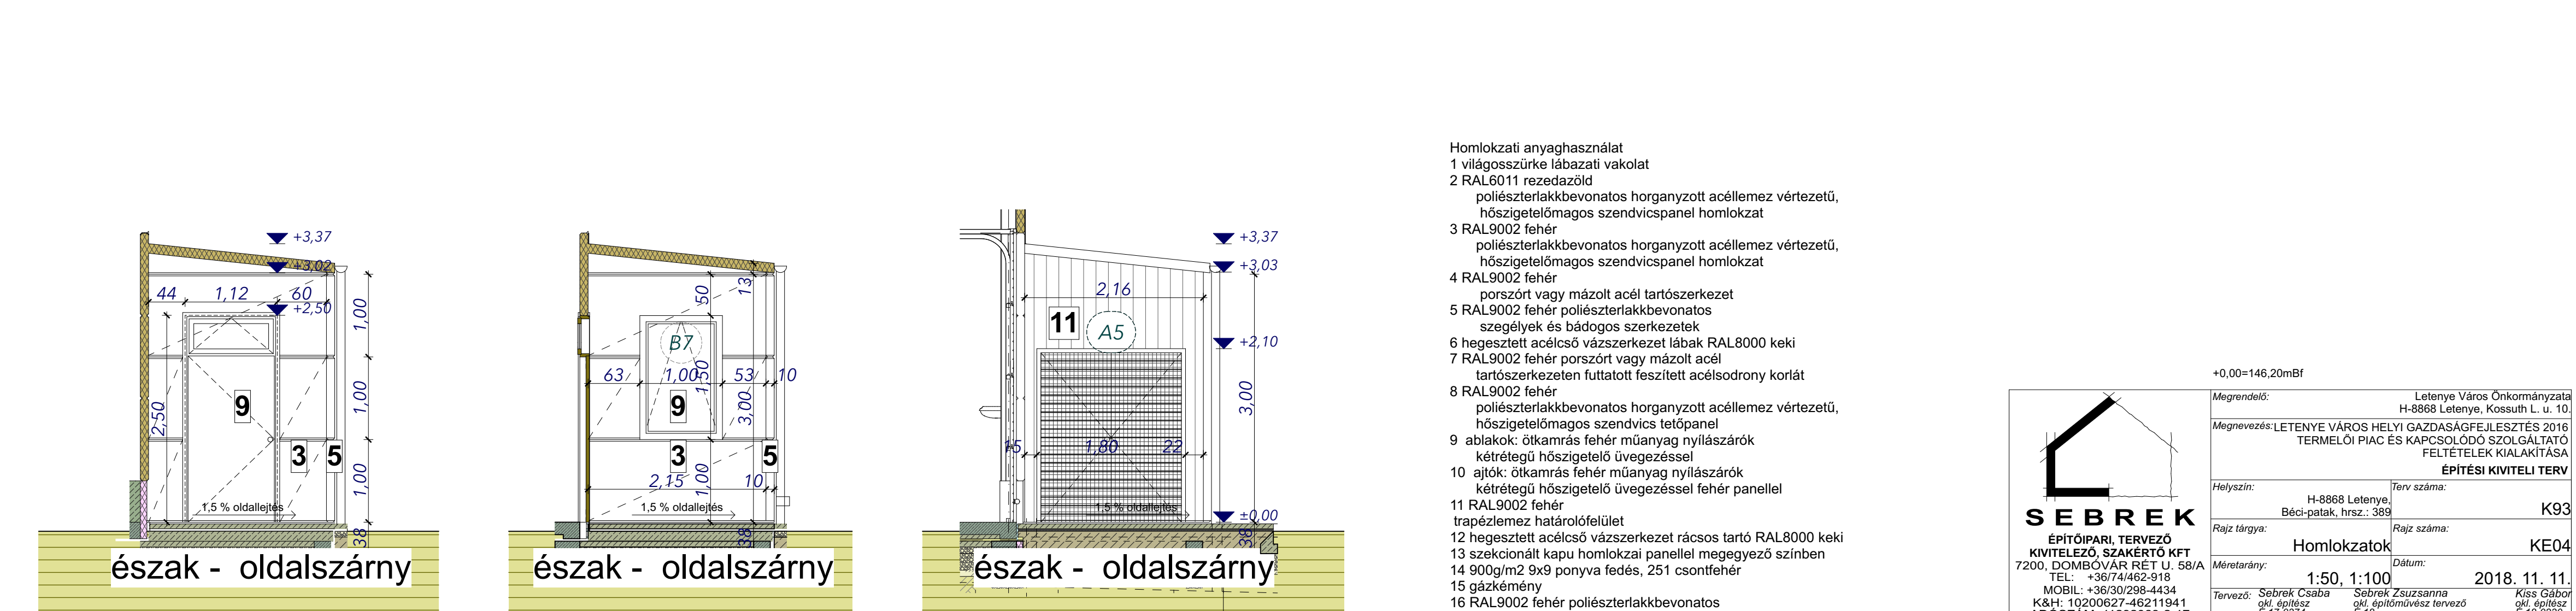 +3,37
+3,02
44 1,12 60
+2,50
1,00
2,50
1,00
9
3 5
1,00
1,5 % oldallejtés
38
észak - oldalszárny
13
50
B7
63 1,00 53 10
1,50
9
3,00
3 5
2,15 10
1,00
1,5 % oldallejtés
38
észak - oldalszárny
+3,37
+3,03
2,16
11 A5
+2,10
3,00
15 1,80 22
1,5 % oldallejtés
±0,00
38
észak - oldalszárny
Homlokzati anyaghasználat
1 világosszürke lábazati vakolat
2 RAL6011 rezedazöld
poliészterlakkbevonatos horganyzott acéllemez vértezetű,
hőszigetelőmagos szendvicspanel homlokzat
3 RAL9002 fehér
poliészterlakkbevonatos horganyzott acéllemez vértezetű,
hőszigetelőmagos szendvicspanel homlokzat
4 RAL9002 fehér
porszórt vagy mázolt acél tartószerkezet
5 RAL9002 fehér poliészterlakkbevonatos
szegélyek és bádogos szerkezetek
6 hegesztett acélcső vázszerkezet lábak RAL8000 keki
7 RAL9002 fehér porszórt vagy mázolt acél
tartószerkezeten futtatott feszített acélsodrony korlát
8 RAL9002 fehér
poliészterlakkbevonatos horganyzott acéllemez vértezetű,
hőszigetelőmagos szendvics tetőpanel
9 ablakok: ötkamrás fehér műanyag nyílászárók
kétrétegű hőszigetelő üvegezéssel
10 ajtók: ötkamrás fehér műanyag nyílászárók
kétrétegű hőszigetelő üvegezéssel fehér panellel
11 RAL9002 fehér
trapézlemez határolófelület
12 hegesztett acélcső vázszerkezet rácsos tartó RAL8000 keki
13 szekcionált kapu homlokzai panellel megegyező színben
14 900g/m2 9x9 ponyva fedés, 251 csontfehér
15 gázkémény
16 RAL9002 fehér poliészterlakkbevonatos
+0,00=146,20mBf
SEBREK
ÉPÍTŐIPARI, TERVEZŐ
KIVITELEZŐ, SZAKÉRTŐ KFT
7200, DOMBÓVÁR RÉT U. 58/A
TEL: +36/74/462-918
MOBIL: +36/30/298-4434
K&H: 10200627-46211941
Megrendelő: Letenye Város Önkormányzata
H-8868 Letenye, Kossuth L. u. 10.
Megnevezés: LETENYE VÁROS HELYI GAZDASÁGFEJLESZTÉS 2016
TERMELŐI PIAC ÉS KAPCSOLÓDÓ SZOLGÁLTATÓ
FELTÉTELEK KIALAKÍTÁSA
ÉPÍTÉSI KIVITELI TERV
Helyszín: H-8868 Letenye,
Béci-patak, hrsz.: 389
Terv száma: K93
Rajz tárgya: Homlokzatok
Rajz száma: KE04
Méretarány: 1:50, 1:100
Dátum: 2018. 11. 11.
Tervező: Sebrek Csaba Sebrek Zsuzsanna Kiss Gábor
okl. építész okl. építőművész tervező okl. építész